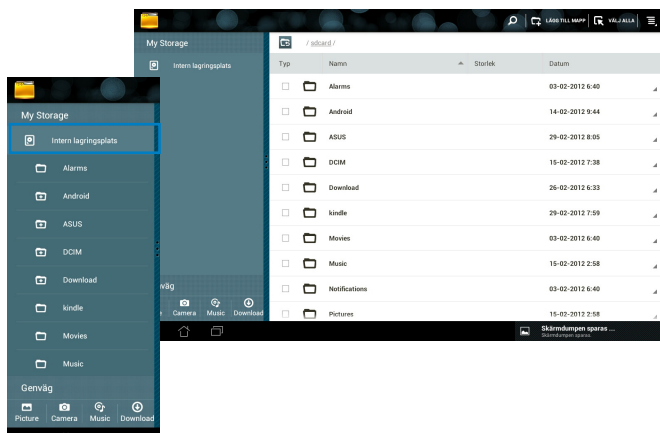 LÄGG TILL MAPP
VÄLJ ALLA
My Storage
Intern lagringsplats
/ sdcard /
Typ Namn Storlek Datum
Alarms 03-02-2012 6:40
Android 14-02-2012 9:44
ASUS 29-02-2012 8:05
DCIM 15-02-2012 7:38
Download 26-02-2012 6:33
kindle 29-02-2012 7:59
Movies 03-02-2012 6:40
Music 15-02-2012 2:58
Notifications 03-02-2012 6:40
Pictures 15-02-2012 2:58
väg
e Camera Music Download
Skärmdumpen sparas ...
Skärmdumpen sparas.
My Storage
Intern lagringsplats
Alarms
Android
ASUS
DCIM
Download
kindle
Movies
Music
Genväg
Picture Camera Music Download